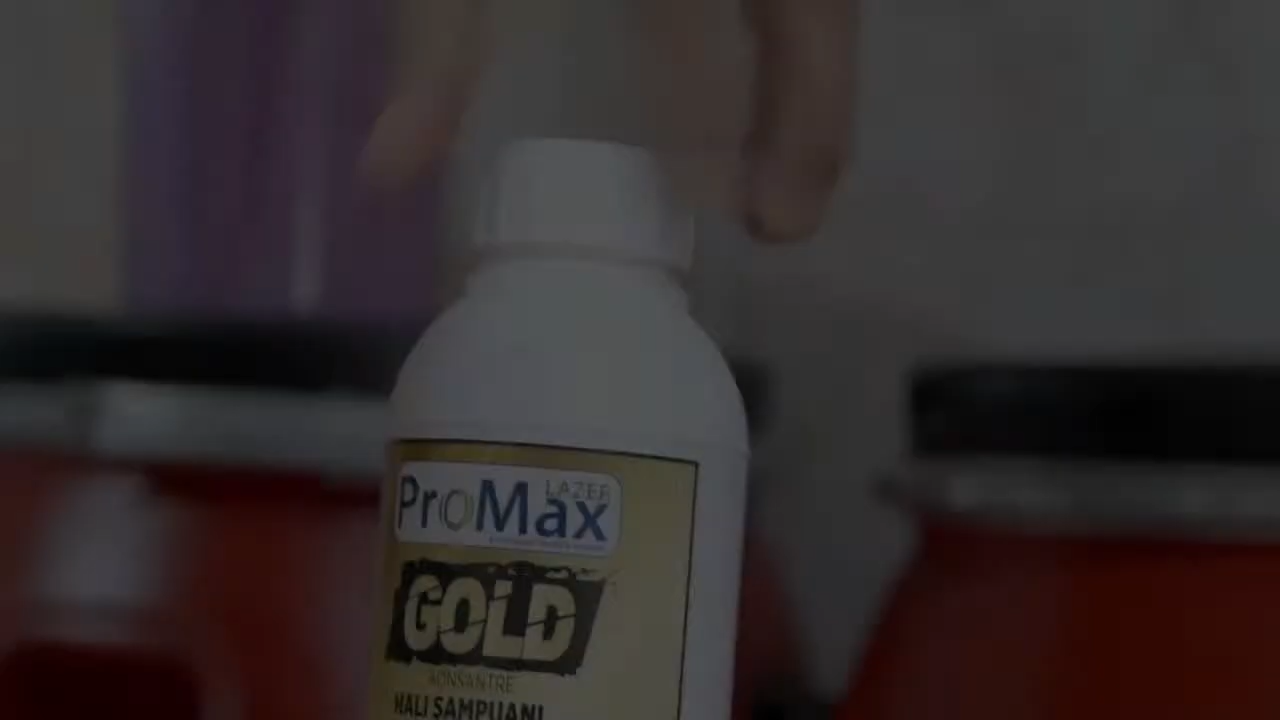 LAZER
ProMax
GOLD
KONSANTRE
HALI ŞAMPUANI